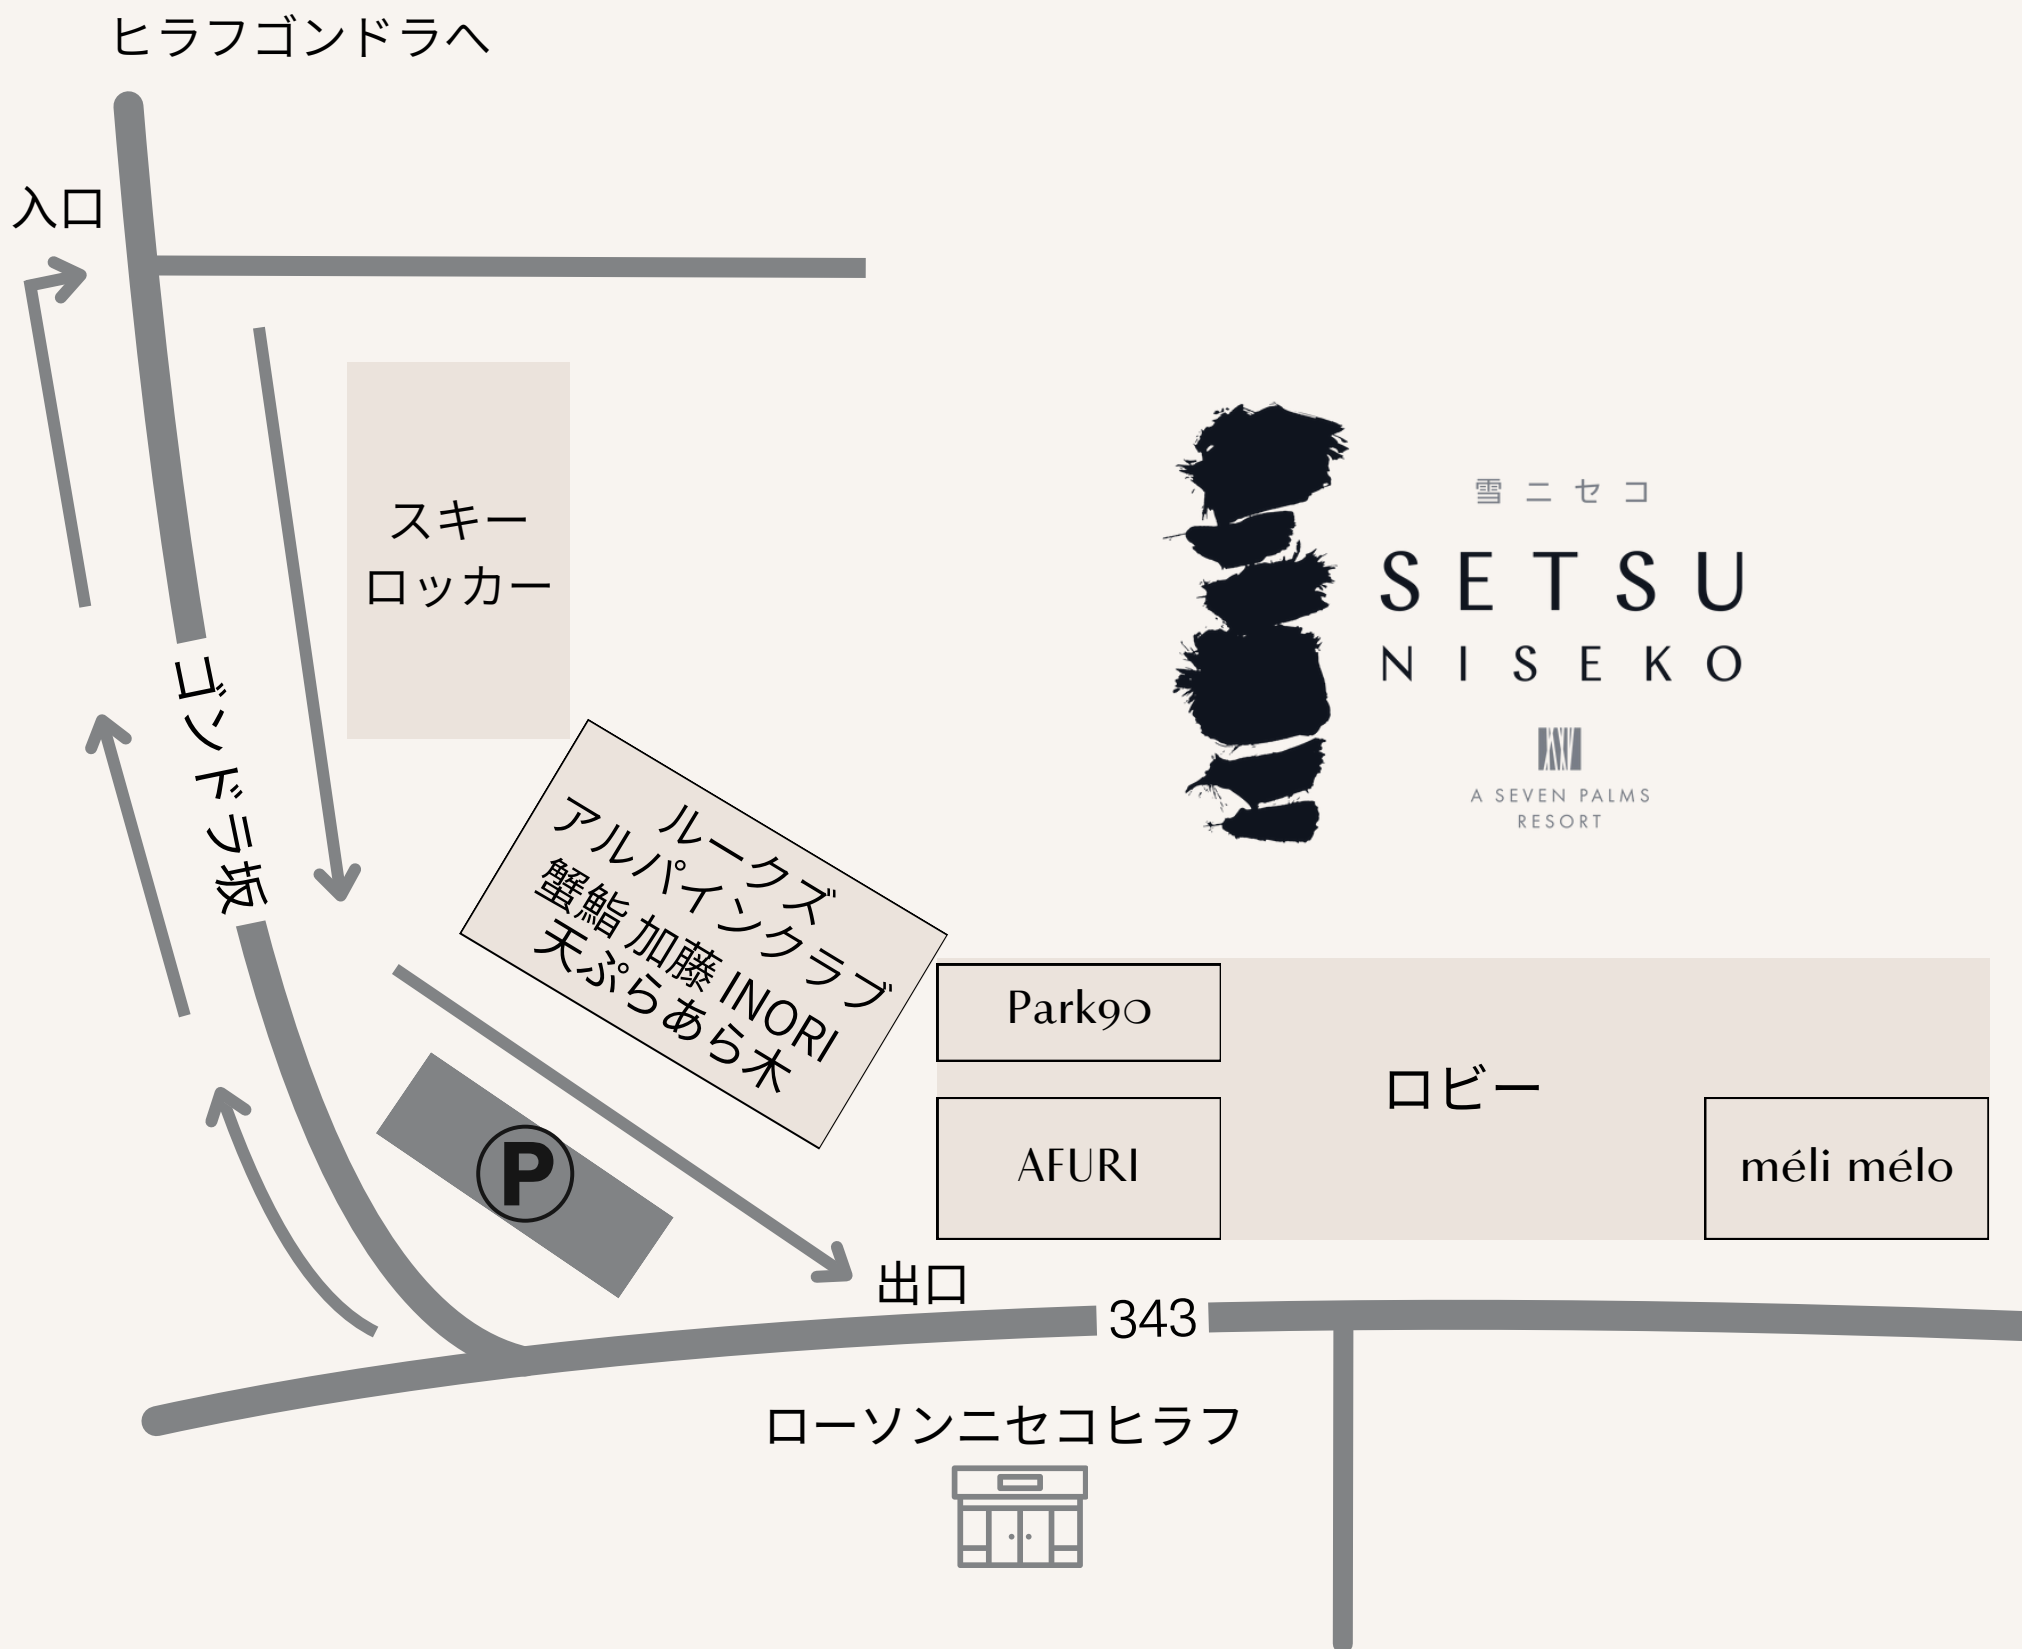 ヒラフゴンドラへ
入口
スキー
ロッカー
雪ニセコ
SETSU
NISEKO
A SEVEN PALMS
RESORT
ゴンドラ坂
ルークズ
アルパインクラブ
蟹鮨 加藤 INORI
天ぷらあら木
Park90
ロビー
AFURI
méli mélo
P
出口
343
ローソンニセコヒラフ